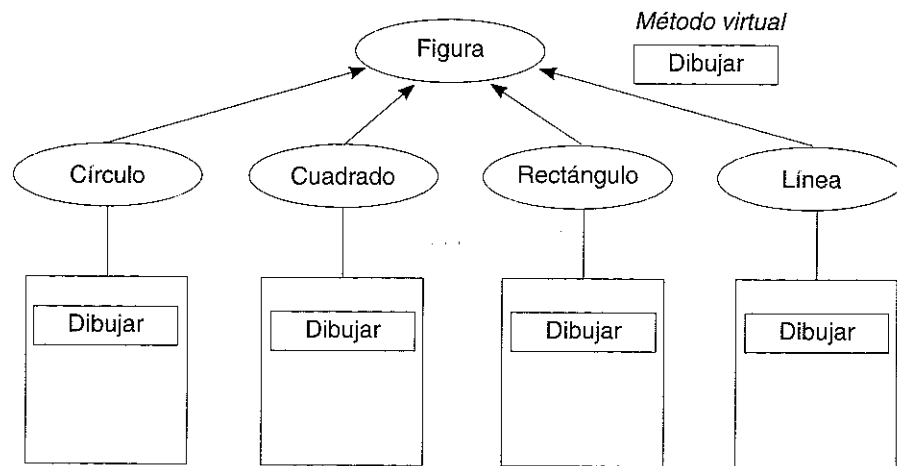 Método virtual
Figura
Dibujar
Círculo
Cuadrado
Rectángulo
Línea
Dibujar
Dibujar
Dibujar
Dibujar